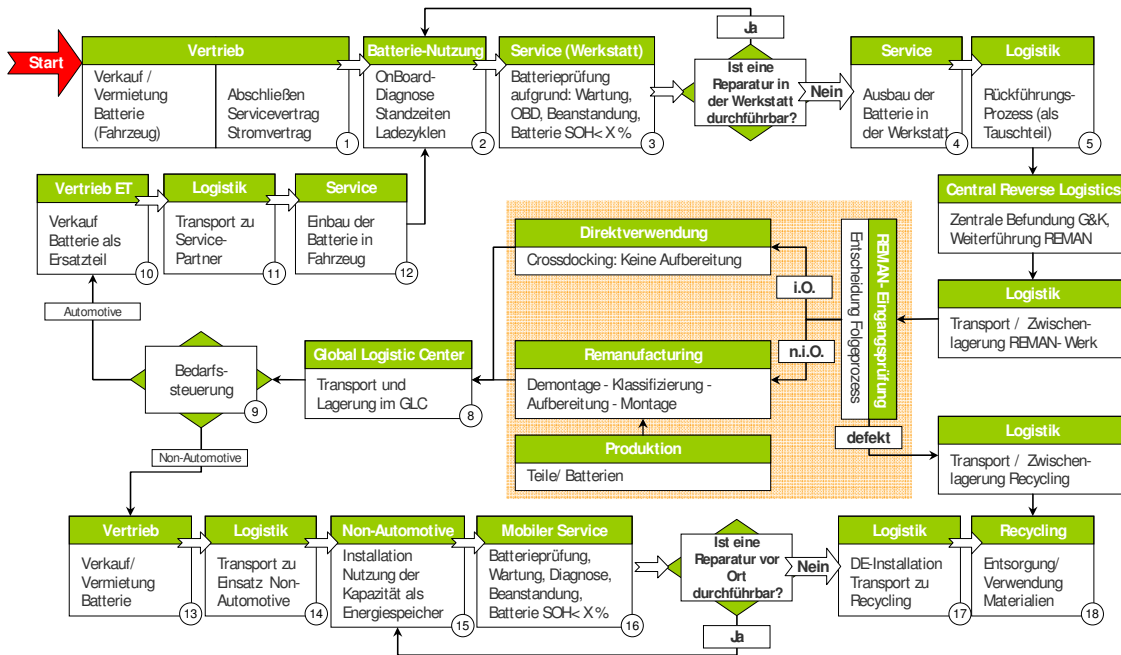 Start
Vertrieb
Verkauf /
Vermietung
Batterie
(Fahrzeug)
Abschließen
Servicevertrag
Stromvertrag
1
Batterie-Nutzung
OnBoard-
Diagnose
Standzeiten
Ladezyklen
2
Service (Werkstatt)
Batterieprüfung
aufgrund: Wartung,
OBD, Beanstandung,
Batterie SOH< X %
3
Ja
Ist eine
Reparatur in
der Werkstatt
durchführbar?
Nein
Service
Ausbau der
Batterie in
der Werkstatt
4
Logistik
Rückführungs-
Prozess (als
Tauschteil)
5
Central Reverse Logistics
Zentrale Befundung G&K,
Weiterführung REMAN
Logistik
Transport / Zwischen-
lagerung REMAN- Werk
REMAN- Eingangsprüfung
Entscheidung Folgeprozess
i.O.
n.i.O.
defekt
Direktverwendung
Crossdocking: Keine Aufbereitung
Remanufacturing
Demontage - Klassifizierung -
Aufbereitung - Montage
Produktion
Teile/ Batterien
Global Logistic Center
Transport und
Lagerung im GLC
8
Bedarfs-
steuerung
9
Automotive
Non-Automotive
Vertrieb ET
Verkauf
Batterie als
Ersatzteil
10
Logistik
Transport zu
Service-
Partner
11
Service
Einbau der
Batterie in
Fahrzeug
12
Logistik
Transport / Zwischen-
lagerung Recycling
Vertrieb
Verkauf/
Vermietung
Batterie
13
Logistik
Transport zu
Einsatz Non-
Automotive
14
Non-Automotive
Installation
Nutzung der
Kapazität als
Energiespeicher
15
Mobiler Service
Batterieprüfung,
Wartung, Diagnose,
Beanstandung,
Batterie SOH< X %
16
Ist eine
Reparatur vor
Ort
durchführbar?
Ja
Nein
Logistik
DE-Installation
Transport zu
Recycling
17
Recycling
Entsorgung/
Verwendung
Materialien
18